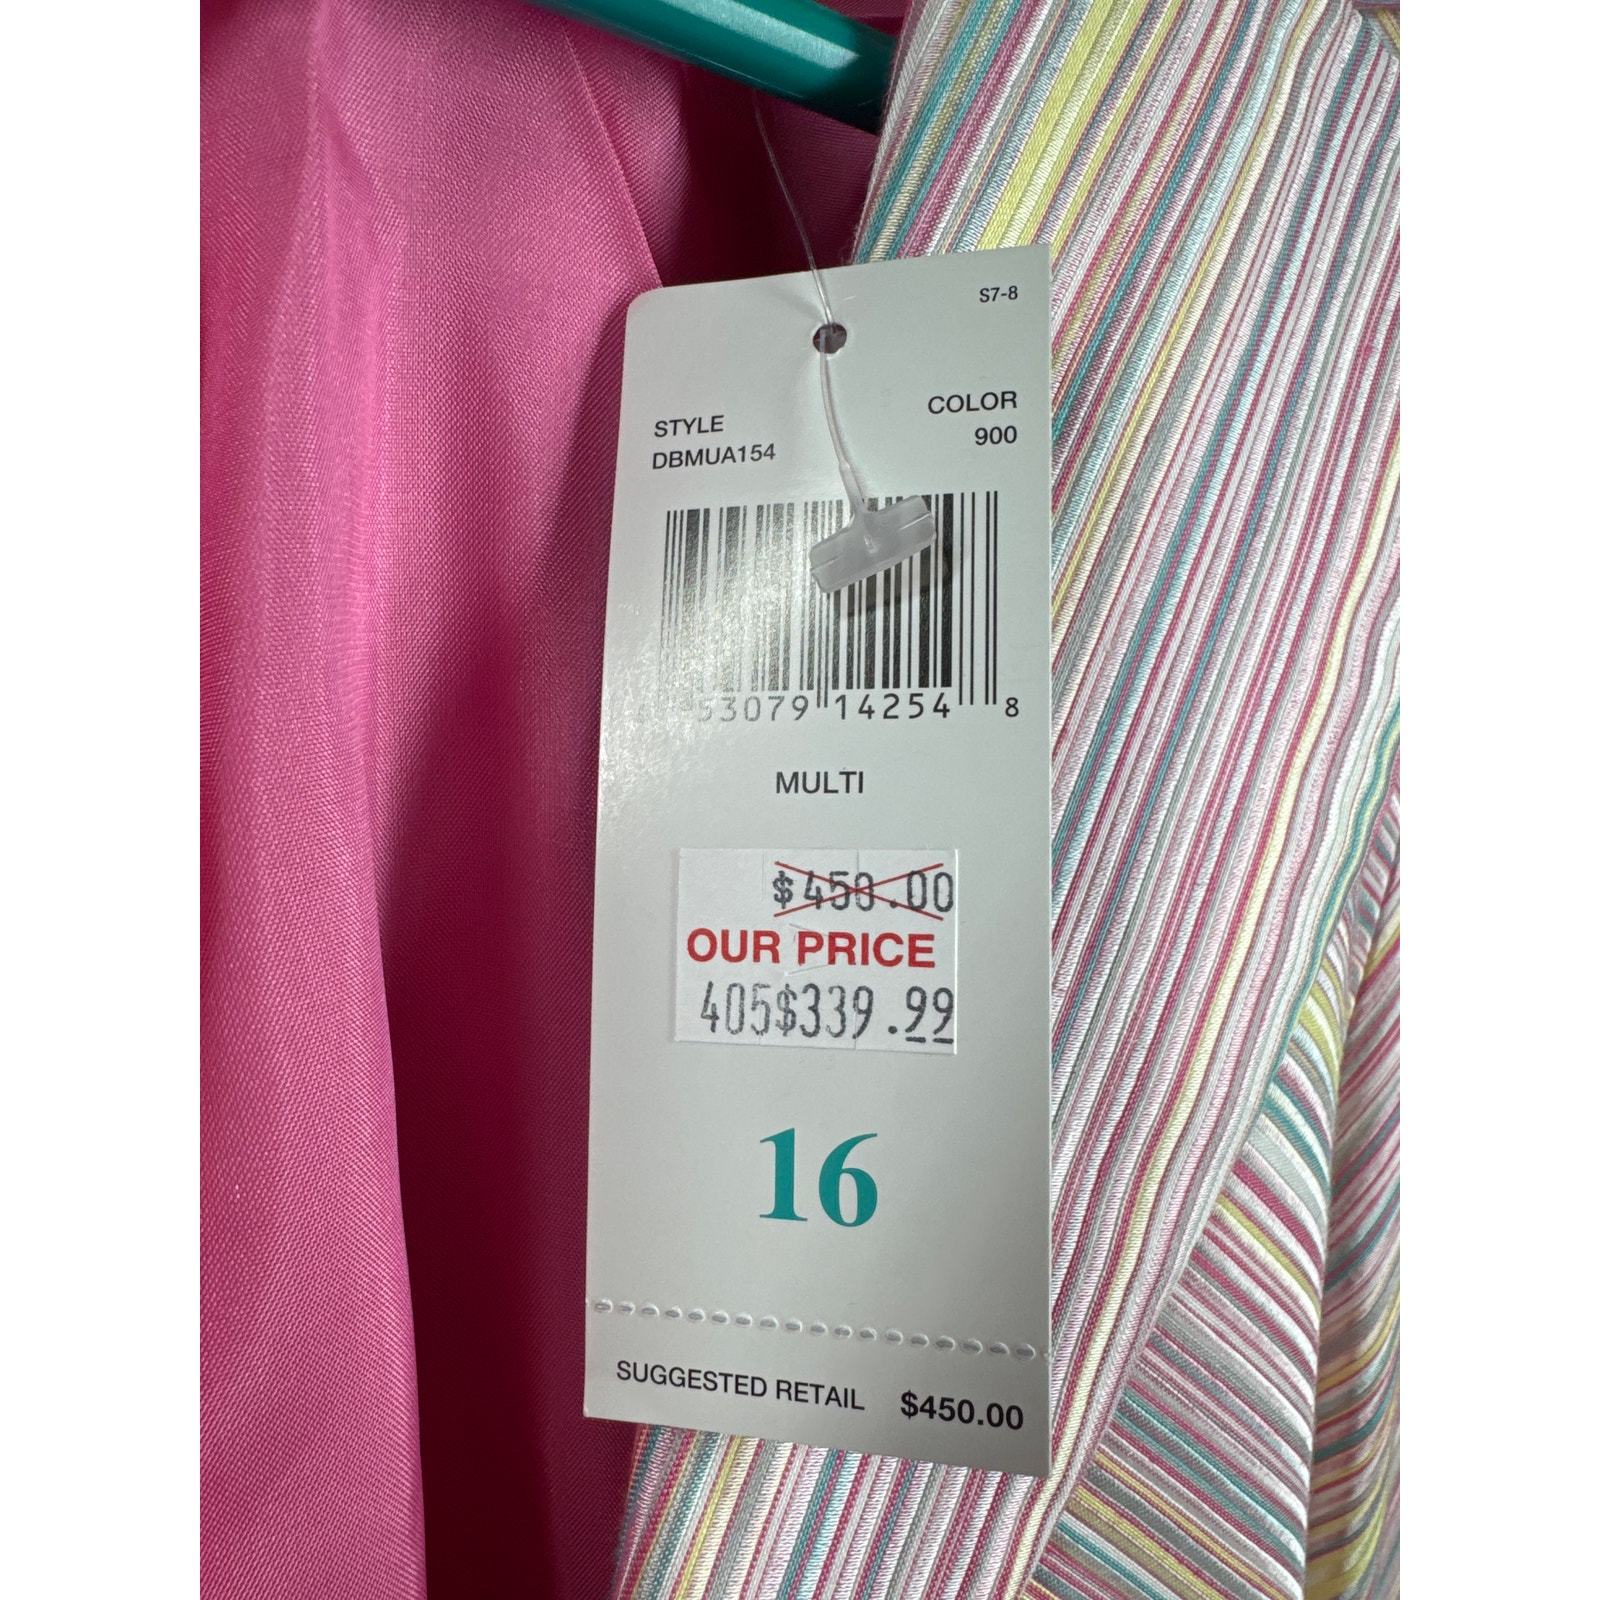 S7-8
STYLE
COLOR
DBMUA154
900
53079 14254 8
MULTI
$450.00
OUR PRICE
405$339.99
16
SUGGESTED RETAIL $450.00